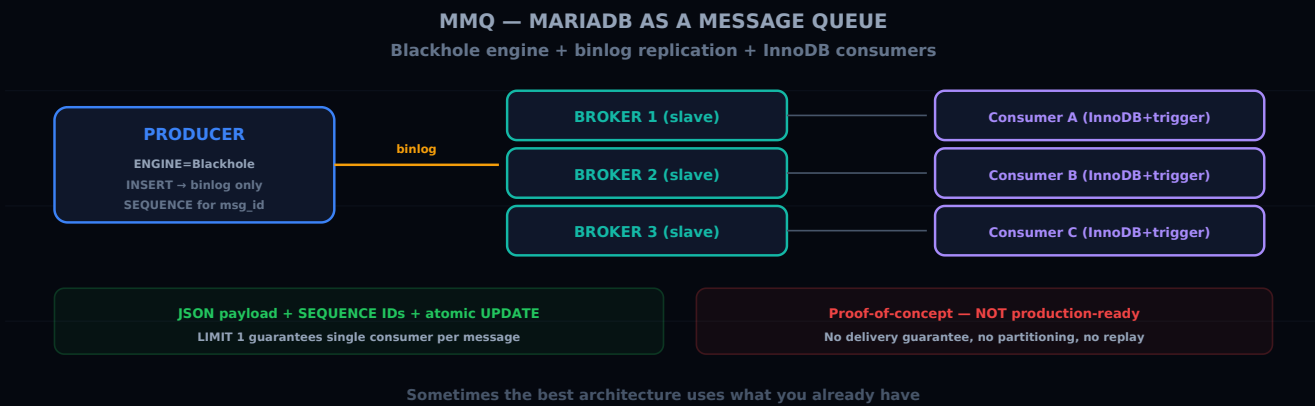 MMQ — MARIADB AS A MESSAGE QUEUE
Blackhole engine + binlog replication + InnoDB consumers
PRODUCER
ENGINE=Blackhole
INSERT → binlog only
SEQUENCE for msg_id
binlog
BROKER 1 (slave)
BROKER 2 (slave)
BROKER 3 (slave)
Consumer A (InnoDB+trigger)
Consumer B (InnoDB+trigger)
Consumer C (InnoDB+trigger)
JSON payload + SEQUENCE IDs + atomic UPDATE
LIMIT 1 guarantees single consumer per message
Proof-of-concept — NOT production-ready
No delivery guarantee, no partitioning, no replay
Sometimes the best architecture uses what you already have